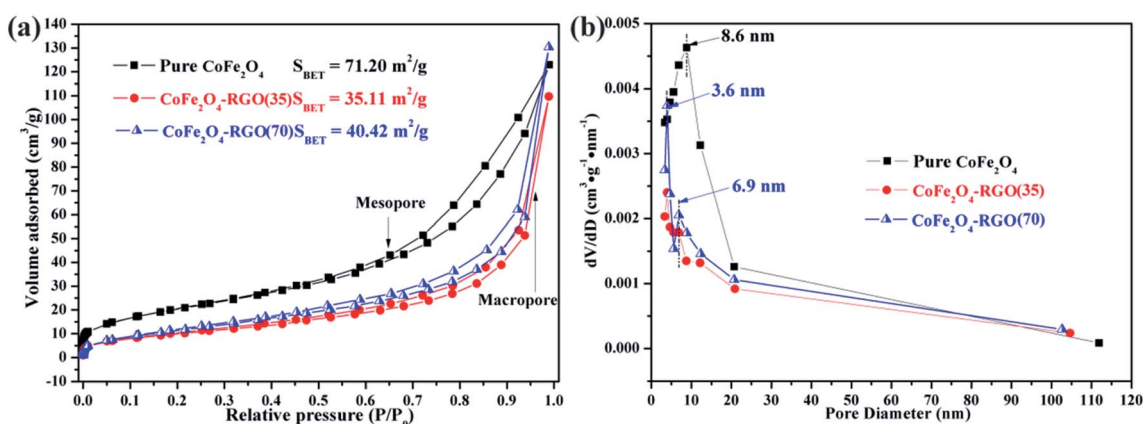 (a)
140
130
120
110
100
90
80
70
60
50
40
30
20
10
0
-10
Volume adsorbed (cm³/g)
Pure CoFe₂O₄ S_BET = 71.20 m²/g
CoFe₂O₄-RGO(35)S_BET = 35.11 m²/g
CoFe₂O₄-RGO(70)S_BET = 40.42 m²/g
Mesopore
Macropore
0.0 0.1 0.2 0.3 0.4 0.5 0.6 0.7 0.8 0.9 1.0
Relative pressure (P/P₀)
(b)
0.005
0.004
0.003
0.002
0.001
0.000
dV/dD (cm³•g⁻¹•nm⁻¹)
8.6 nm
3.6 nm
6.9 nm
Pure CoFe₂O₄
CoFe₂O₄-RGO(35)
CoFe₂O₄-RGO(70)
0 10 20 30 40 50 60 70 80 90 100 110 120
Pore Diameter (nm)